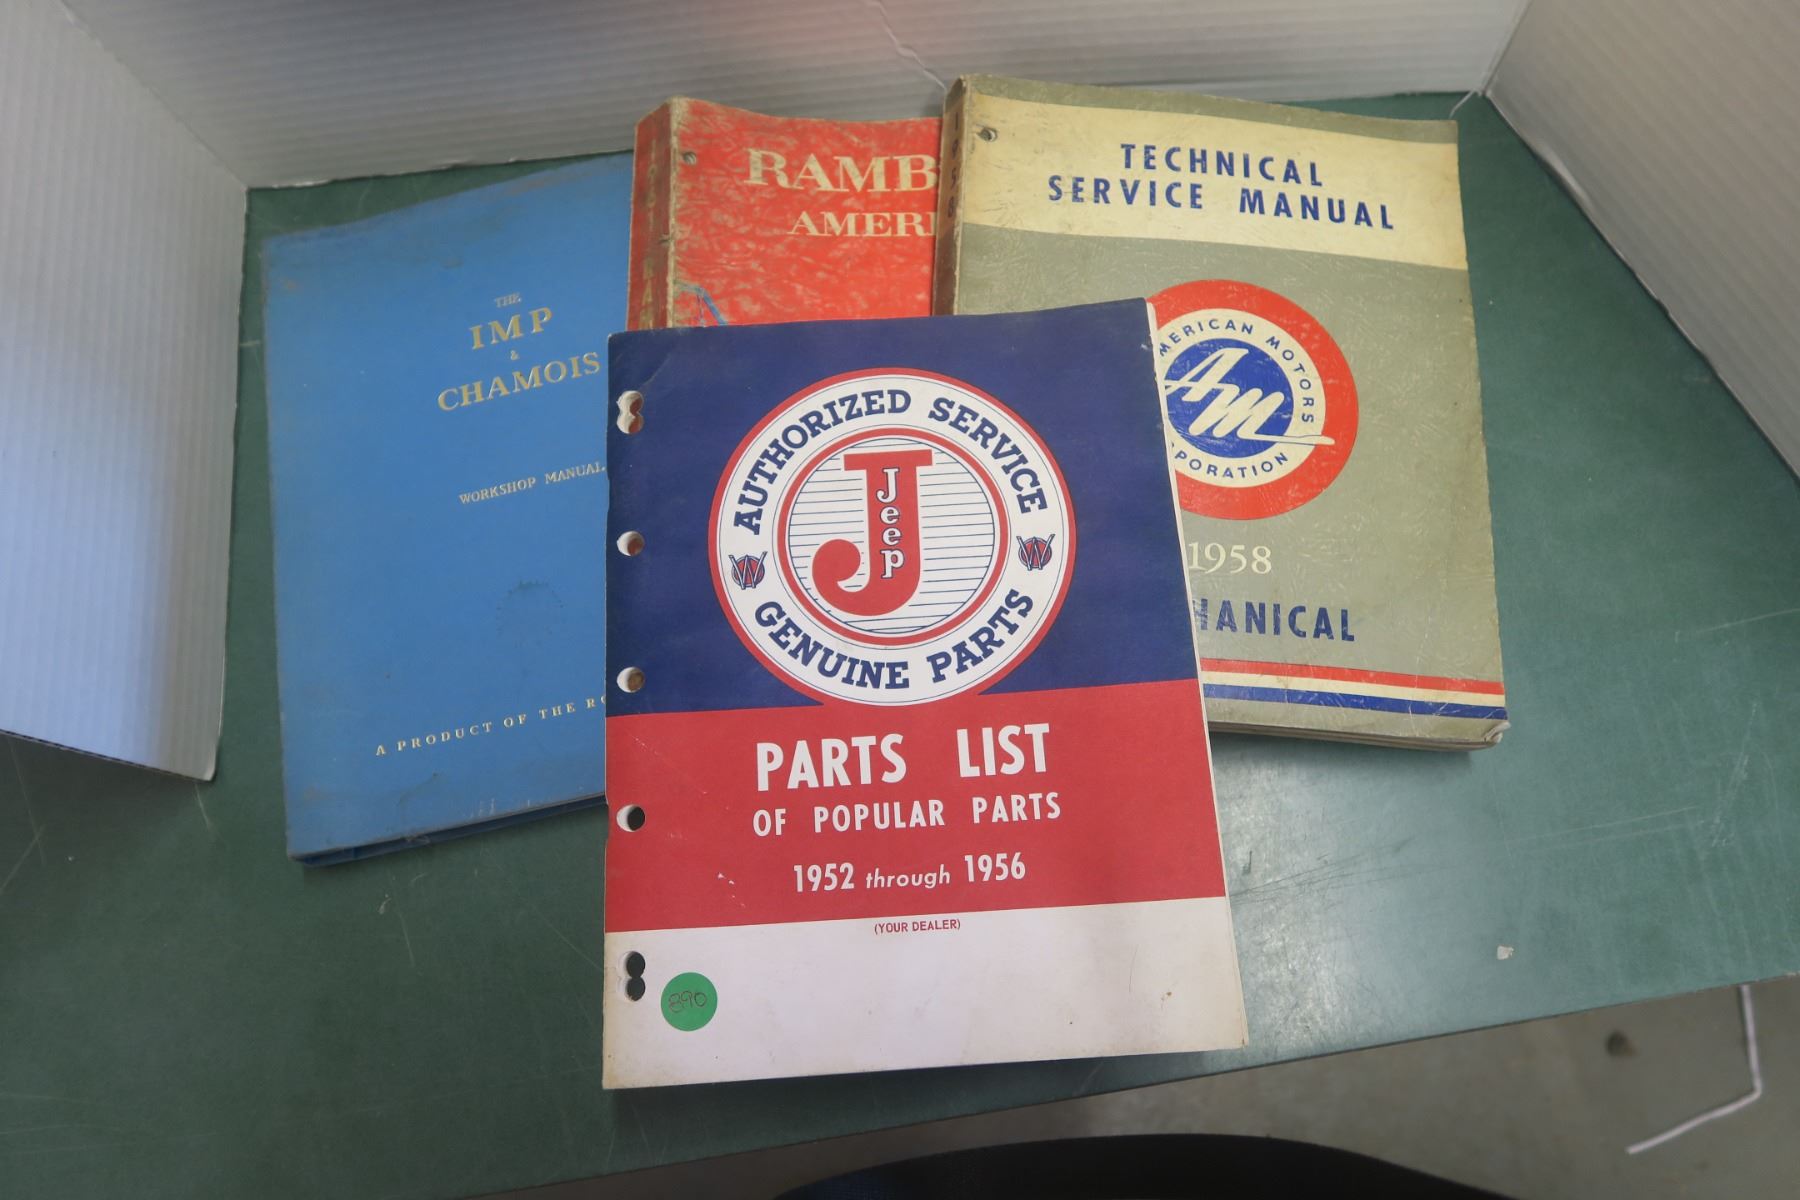 THE
IMP
&
CHAMOIS
WORKSHOP MANUAL
A PRODUCT OF THE
RAMB
AMERI
1958
TECHNICAL
SERVICE MANUAL
AMERICAN MOTORS
AM
CORPORATION
1958
HANICAL
AUTHORIZED SERVICE
Jeep
W W
GENUINE PARTS
PARTS LIST
OF POPULAR PARTS
1952 through 1956
(YOUR DEALER)
890